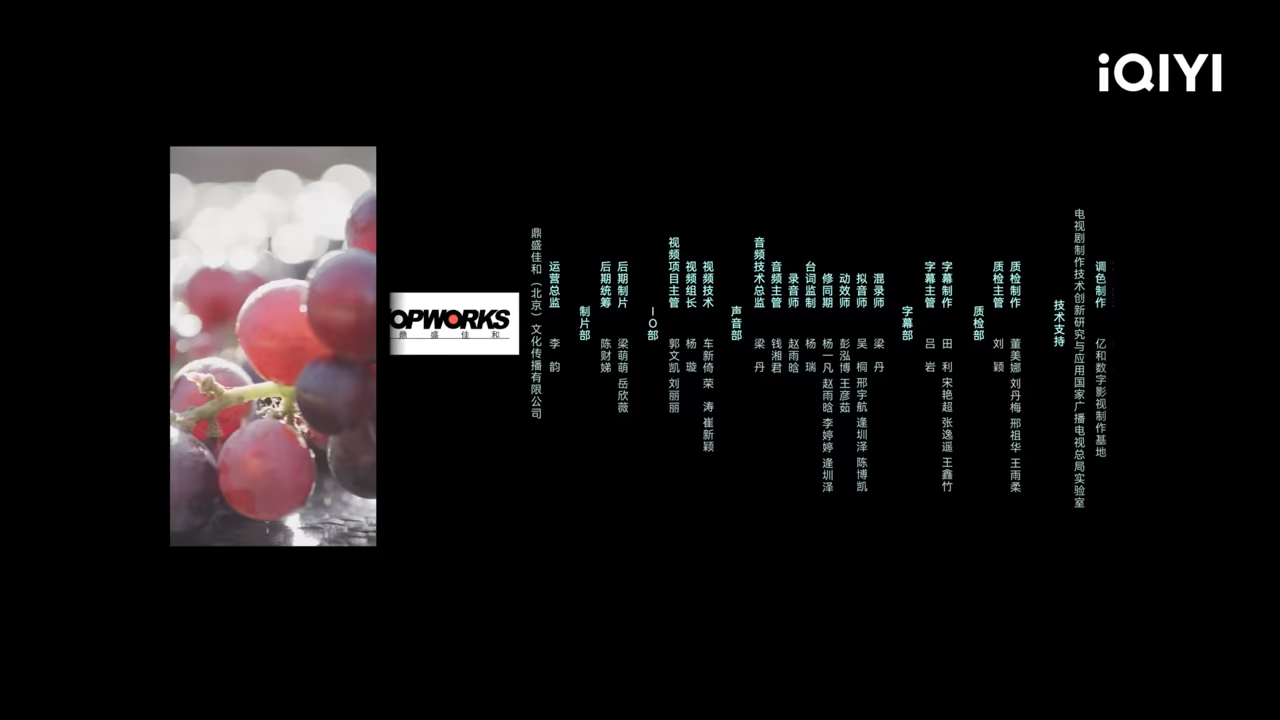 iQIYI
OPWORKS
鼎盛佳和
鼎盛佳和（北京）文化传播有限公司
运营总监 李 韵
制片部
后期统筹 陈财娣
后期制片 梁萌萌 岳欣薇
IO部
视频项目主管 郭文凯 刘丽丽
视频组长 杨 璇
视频技术 车新倚 荣 涛 崔新颖
声音部
音频技术总监 梁 丹
音频主管 钱湘君
录音师 赵雨晗
台词监制 杨 瑞
修同期 杨一凡 赵雨晗 李婷婷 逄圳泽
动效师 彭泓博 王彦茹
拟音师 吴 桐 邢宇航 逄圳泽 陈博凯
混录师 梁 丹
字幕部
字幕主管 吕 岩
字幕制作 田 利 宋艳超 张逸遥 王鑫竹
质检部
质检主管 刘 颖
质检制作 董美娜 刘丹梅 邢祖华 王雨柔
技术支持
电视剧制作技术创新研究与应用国家广播电视总局实验室
调色制作 亿和数字影视制作基地